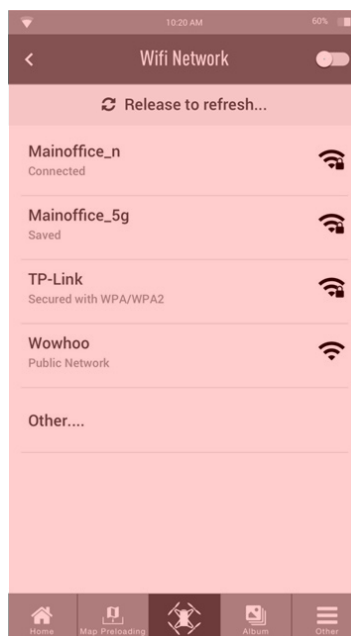 10:20 AM
60%
Wifi Network
Release to refresh...
Mainoffice_n
Connected
Mainoffice_5g
Saved
TP-Link
Secured with WPA/WPA2
Wowhoo
Public Network
Other....
Home
Map Preloading
Album
Other